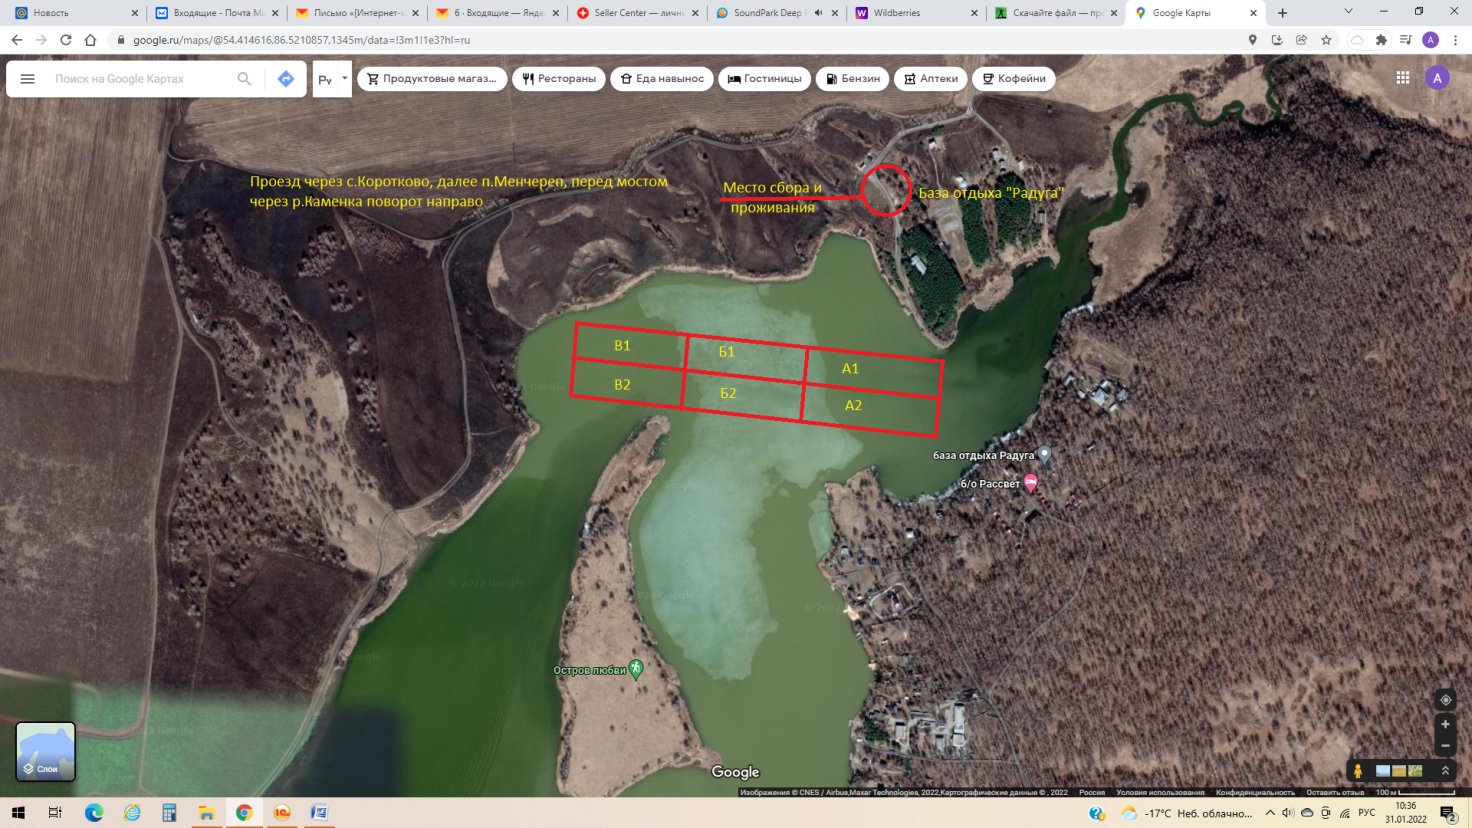 Новость
Входящие - Почта Ma
Письмо «[Интернет-м
6 · Входящие — Янде
Seller Center — личн
SoundPark Deep F
Wildberries
Скачайте файл — пр
Google Карты
google.ru/maps/@54.414616,86.5210857,1345m/data=!3m1!1e3?hl=ru
Поиск на Google Картах
Ру
Продуктовые магаз...
Рестораны
Еда навынос
Гостиницы
Бензин
Аптеки
Кофейни
A
Проезд через с.Коротково, далее п.Менчереп, перед мостом
через р.Каменка поворот направо
Место сбора и
проживания
База отдыха "Радуга"
В1
Б1
А1
В2
Б2
А2
база отдыха Радуга
б/о Рассвет
© 2022 Google
Остров любви
Слои
Google
Изображения © CNES / Airbus,Maxar Technologies, 2022,Картографические данные © , 2022
Россия
Условия использования
Конфиденциальность
Оставить отзыв
100 м
-17°C Неб. облачно...
РУС
10:36
31.01.2022
2